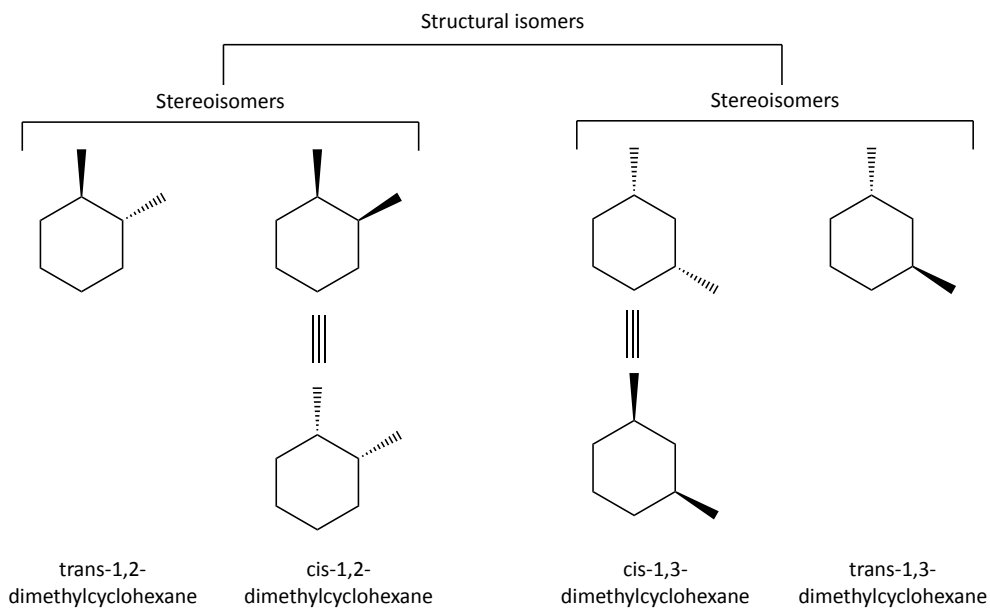 Structural isomers
Stereoisomers
Stereoisomers
trans-1,2-
dimethylcyclohexane
cis-1,2-
dimethylcyclohexane
cis-1,3-
dimethylcyclohexane
trans-1,3-
dimethylcyclohexane